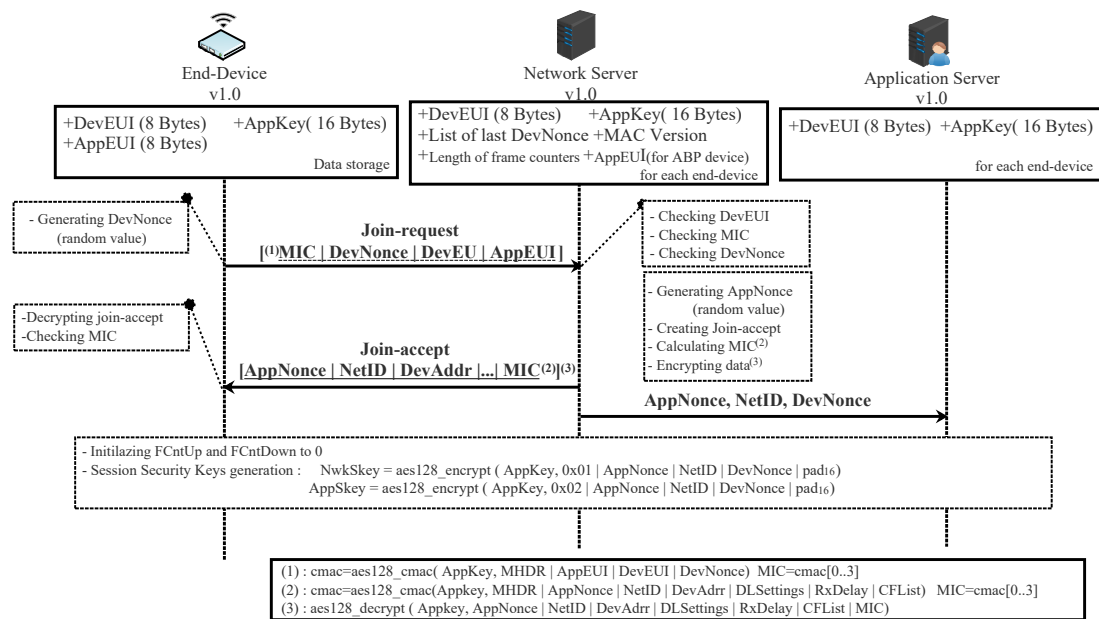 End-Device
v1.0
Network Server
v1.0
Application Server
v1.0
+DevEUI (8 Bytes) +AppKey( 16 Bytes)
+AppEUI (8 Bytes)
Data storage
+DevEUI (8 Bytes) +AppKey( 16 Bytes)
+List of last DevNonce +MAC Version
+Length of frame counters +AppEUI(for ABP device)
for each end-device
+DevEUI (8 Bytes) +AppKey( 16 Bytes)
for each end-device
- Generating DevNonce
(random value)
Join-request
[(1)MIC | DevNonce | DevEU | AppEUI]
- Checking DevEUI
- Checking MIC
- Checking DevNonce
- Generating AppNonce
(random value)
- Creating Join-accept
- Calculating MIC(2)
- Encrypting data(3)
-Decrypting join-accept
-Checking MIC
Join-accept
[AppNonce | NetID | DevAddr |...| MIC(2)](3)
AppNonce, NetID, DevNonce
- Initilazing FCntUp and FCntDown to 0
- Session Security Keys generation : NwkSkey = aes128_encrypt ( AppKey, 0x01 | AppNonce | NetID | DevNonce | pad16)
AppSkey = aes128_encrypt ( AppKey, 0x02 | AppNonce | NetID | DevNonce | pad16)
(1) : cmac=aes128_cmac( AppKey, MHDR | AppEUI | DevEUI | DevNonce) MIC=cmac[0..3]
(2) : cmac=aes128_cmac(Appkey, MHDR | AppNonce | NetID | DevAdrr | DLSettings | RxDelay | CFList) MIC=cmac[0..3]
(3) : aes128_decrypt ( Appkey, AppNonce | NetID | DevAdrr | DLSettings | RxDelay | CFList | MIC)